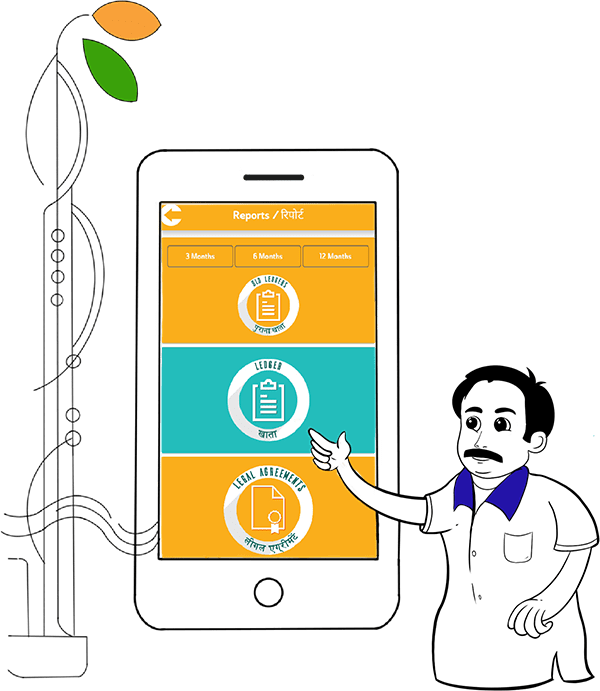 Reports / रिपोर्ट
3 Months 6 Months 12 Months
OLD LEDGERS
पुराना खाता
LEDGER
खाता
LEGAL AGREEMENTS
लीगल एग्रीमेंट